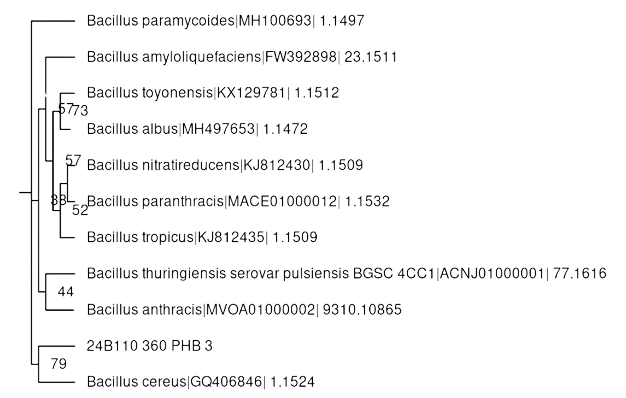 Bacillus paramycoides|MH100693| 1.1497
Bacillus amyloliquefaciens|FW392898| 23.1511
Bacillus toyonensis|KX129781| 1.1512
57
73
Bacillus albus|MH497653| 1.1472
57
Bacillus nitratireducens|KJ812430| 1.1509
38
52
Bacillus paranthracis|MACE01000012| 1.1532
Bacillus tropicus|KJ812435| 1.1509
Bacillus thuringiensis serovar pulsiensis BGSC 4CC1|ACNJ01000001| 77.1616
44
Bacillus anthracis|MVOA01000002| 9310.10865
24B110 360 PHB 3
79
Bacillus cereus|GQ406846| 1.1524